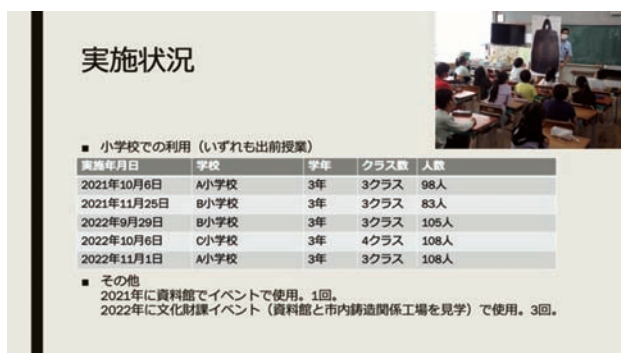 実施状況
■ 小学校での利用（いずれも出前授業）
実施年月日 学校 学年 クラス数 人数
2021年10月6日 A小学校 3年 3クラス 98人
2021年11月25日 B小学校 3年 3クラス 83人
2022年9月29日 B小学校 3年 3クラス 105人
2022年10月6日 C小学校 3年 4クラス 108人
2022年11月1日 A小学校 3年 3クラス 108人
■ その他
2021年に資料館でイベントで使用。1回。
2022年に文化財課イベント（資料館と市内鋳造関係工場を見学）で使用。3回。